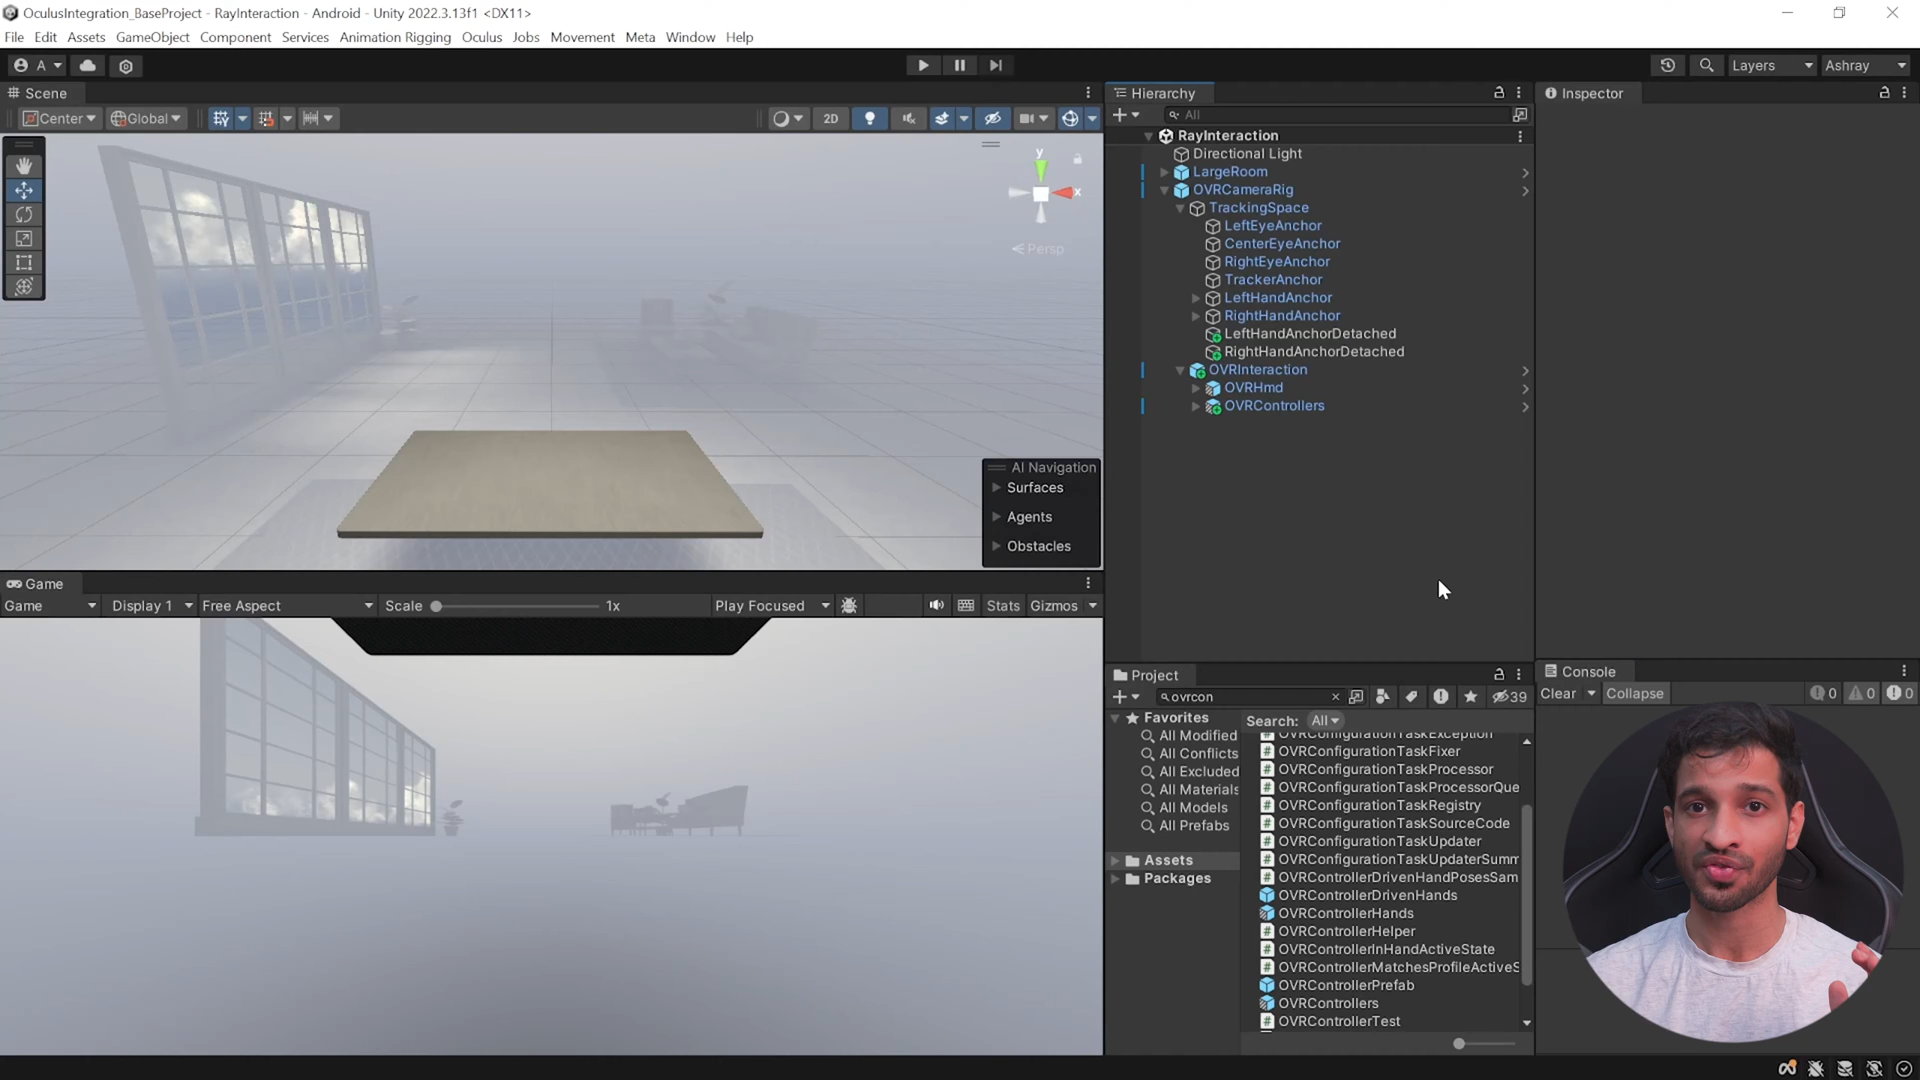 OculusIntegration_BaseProject - RayInteraction - Android - Unity 2022.3.13f1 <DX11>
File Edit Assets GameObject Component Services Animation Rigging Oculus Jobs Movement Meta Window Help
A Layers Ashray
Scene
Center Global 2D
y
x
Persp
AI Navigation
Surfaces
Agents
Obstacles
Game
Game Display 1 Free Aspect Scale 1x Play Focused Stats Gizmos
Hierarchy
All
RayInteraction
Directional Light
LargeRoom
OVRCameraRig
TrackingSpace
LeftEyeAnchor
CenterEyeAnchor
RightEyeAnchor
TrackerAnchor
LeftHandAnchor
RightHandAnchor
LeftHandAnchorDetached
RightHandAnchorDetached
OVRInteraction
OVRHmd
OVRControllers
Inspector
Project
ovrcon 39
Favorites
All Modified
All Conflicts
All Excluded
All Materials
All Models
All Prefabs
Assets
Packages
Search: All
OVRConfigurationTaskException
OVRConfigurationTaskFixer
OVRConfigurationTaskProcessor
OVRConfigurationTaskProcessorQue
OVRConfigurationTaskRegistry
OVRConfigurationTaskSourceCode
OVRConfigurationTaskUpdater
OVRConfigurationTaskUpdaterSumm
OVRControllerDrivenHandPosesSam
OVRControllerDrivenHands
OVRControllerHands
OVRControllerHelper
OVRControllerInHandActiveState
OVRControllerMatchesProfileActiveS
OVRControllerPrefab
OVRControllers
OVRControllerTest
Console
Clear Collapse 0 0 0